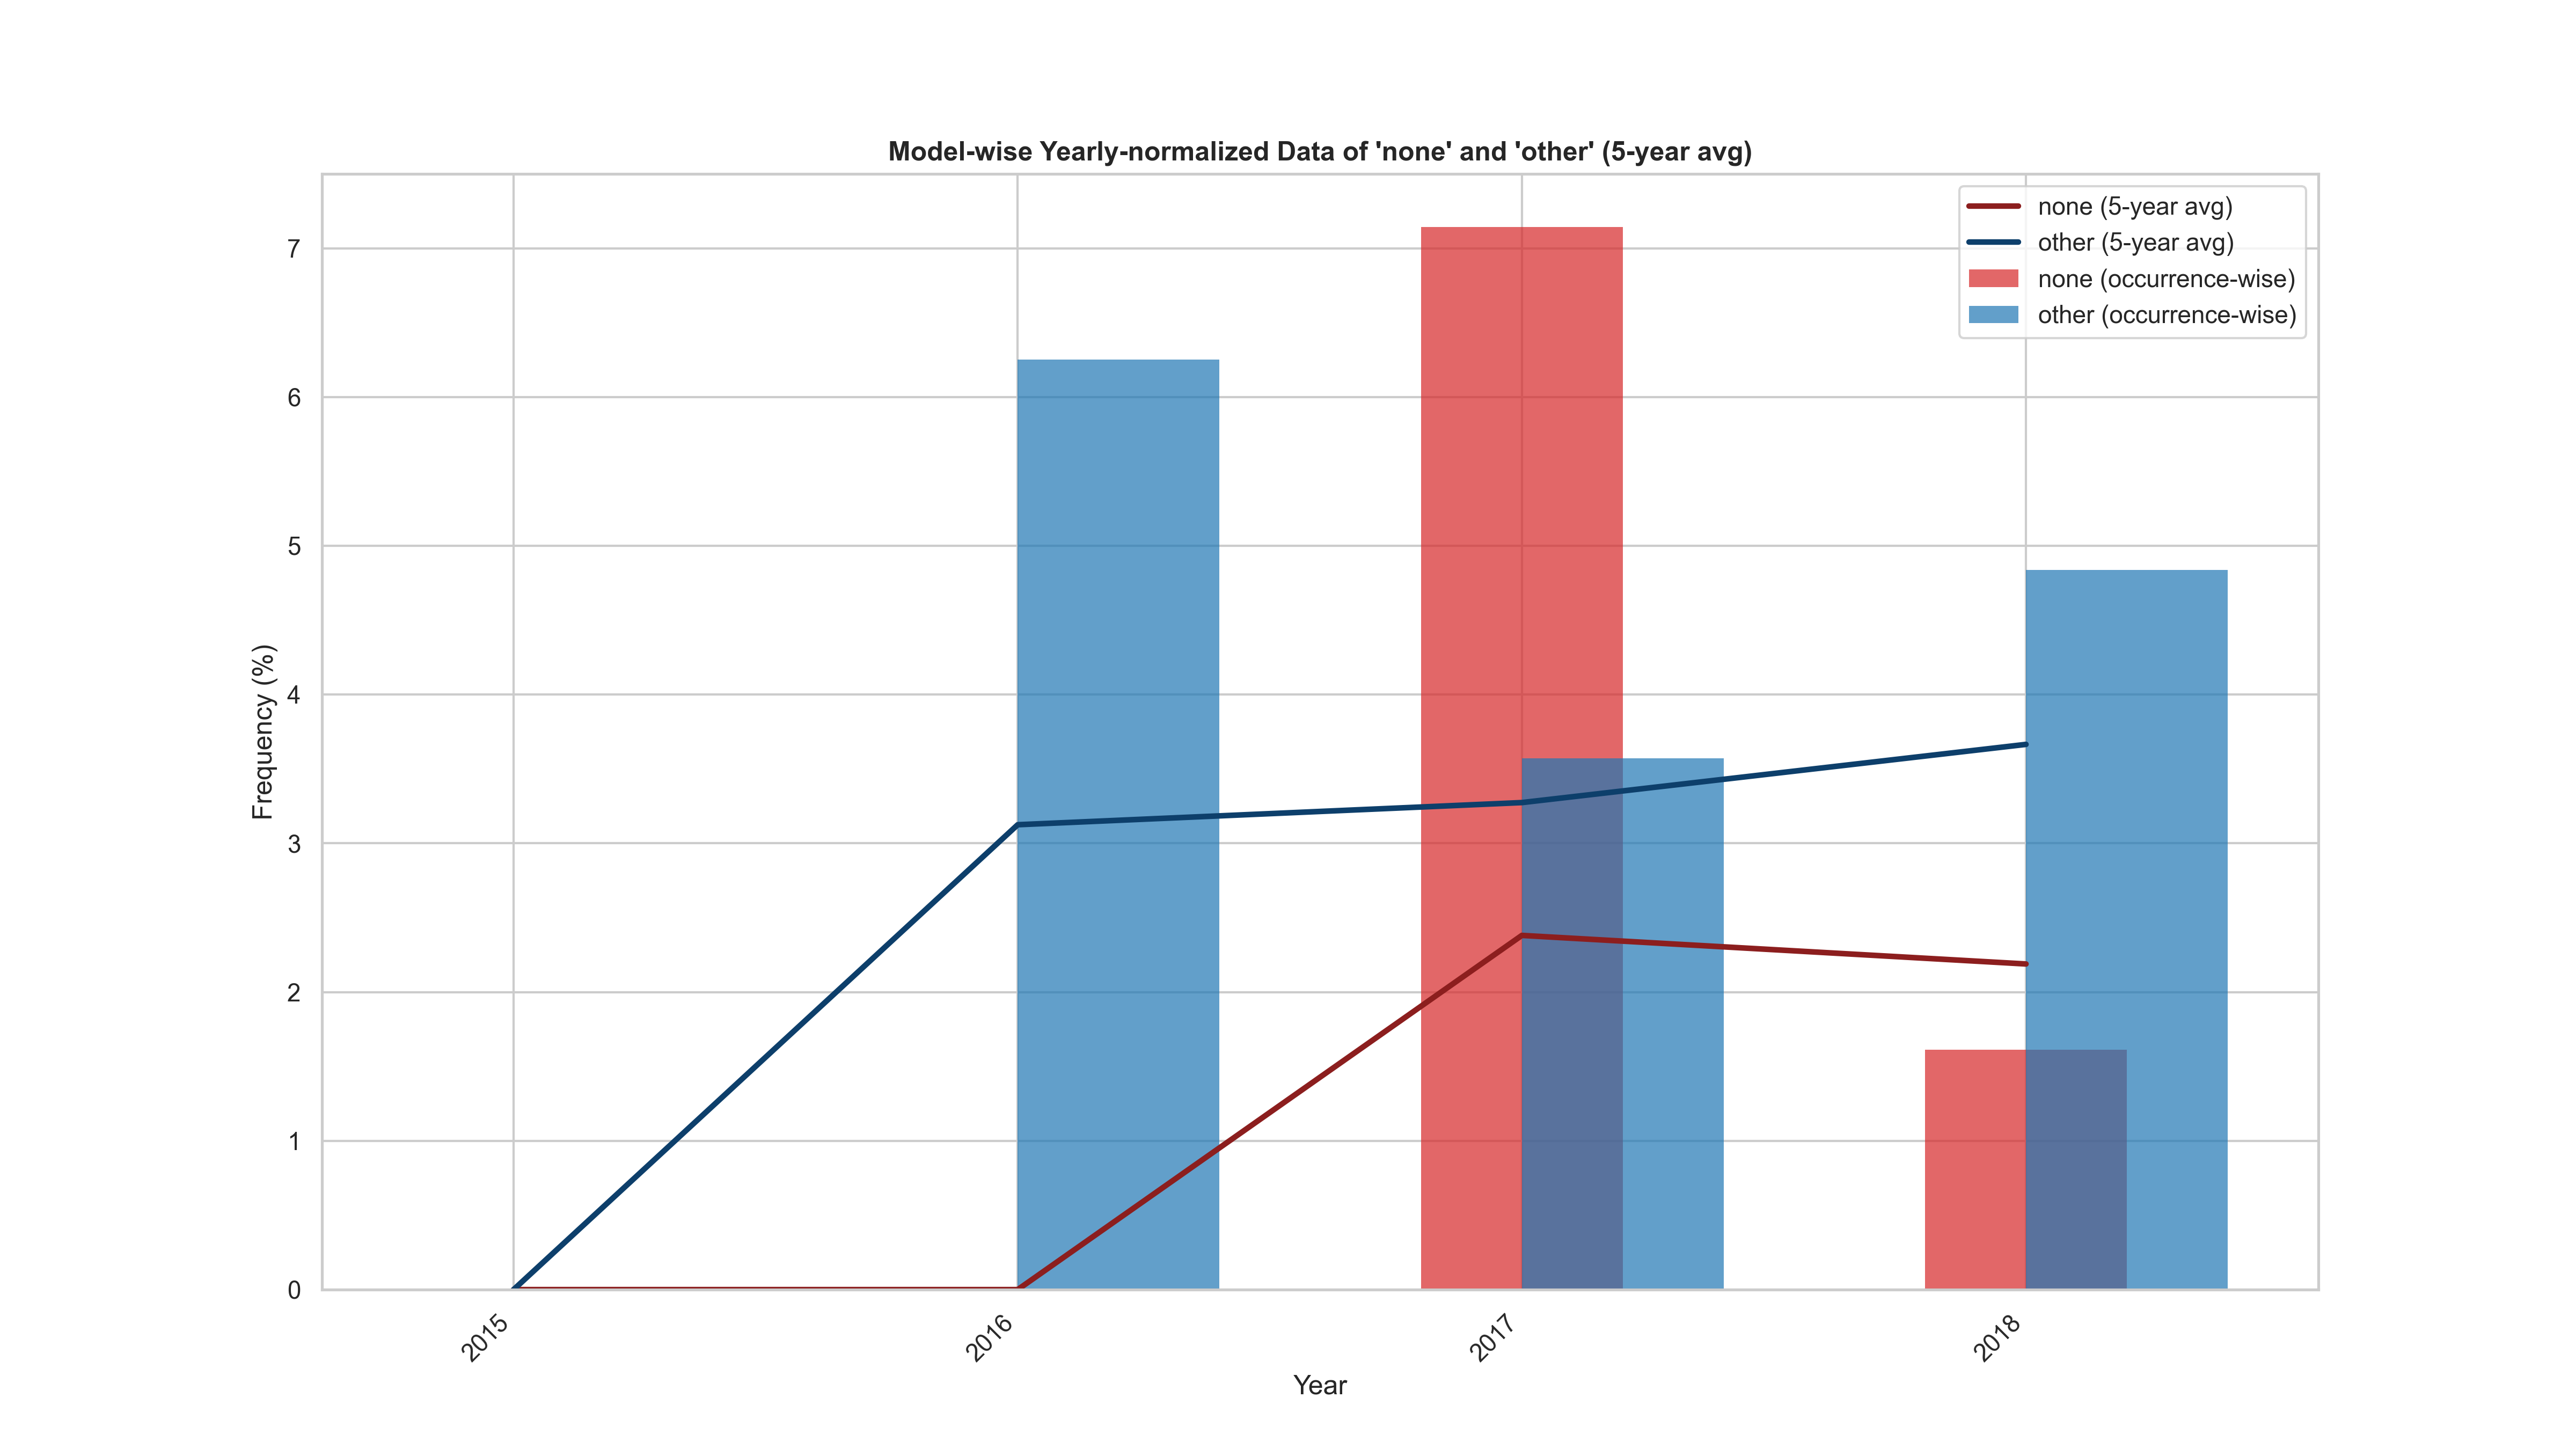 Model-wise Yearly-normalized Data of 'none' and 'other' (5-year avg)
none (5-year avg)
other (5-year avg)
none (occurrence-wise)
other (occurrence-wise)
Frequency (%)
7
6
5
4
3
2
1
0
2015
2016
2017
2018
Year